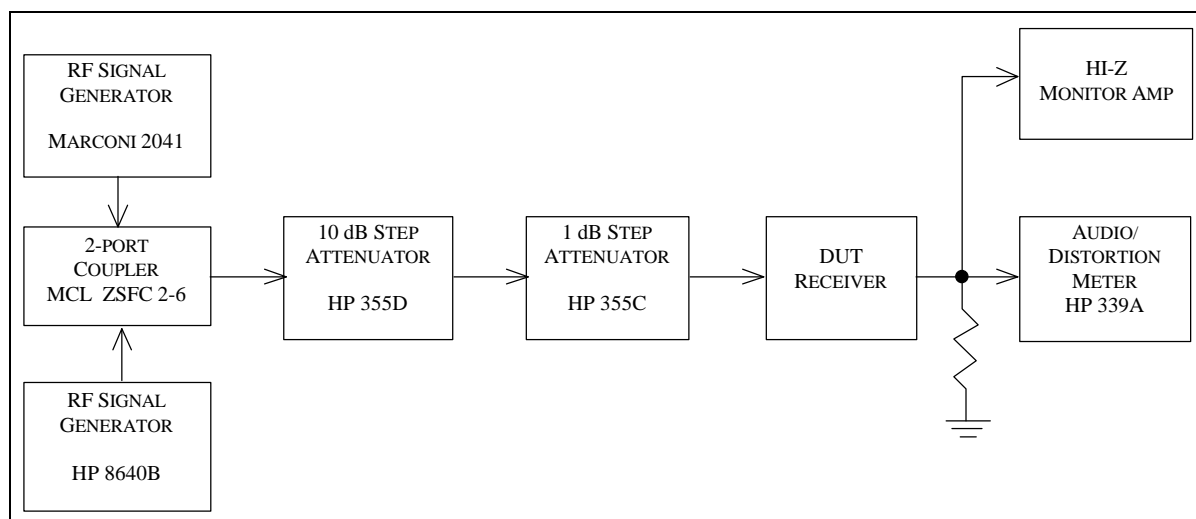 RF SIGNAL
GENERATOR
MARCONI 2041
2-PORT
COUPLER
MCL ZSFC 2-6
RF SIGNAL
GENERATOR
HP 8640B
10 dB STEP
ATTENUATOR
HP 355D
1 dB STEP
ATTENUATOR
HP 355C
DUT
RECEIVER
HI-Z
MONITOR AMP
AUDIO/
DISTORTION
METER
HP 339A